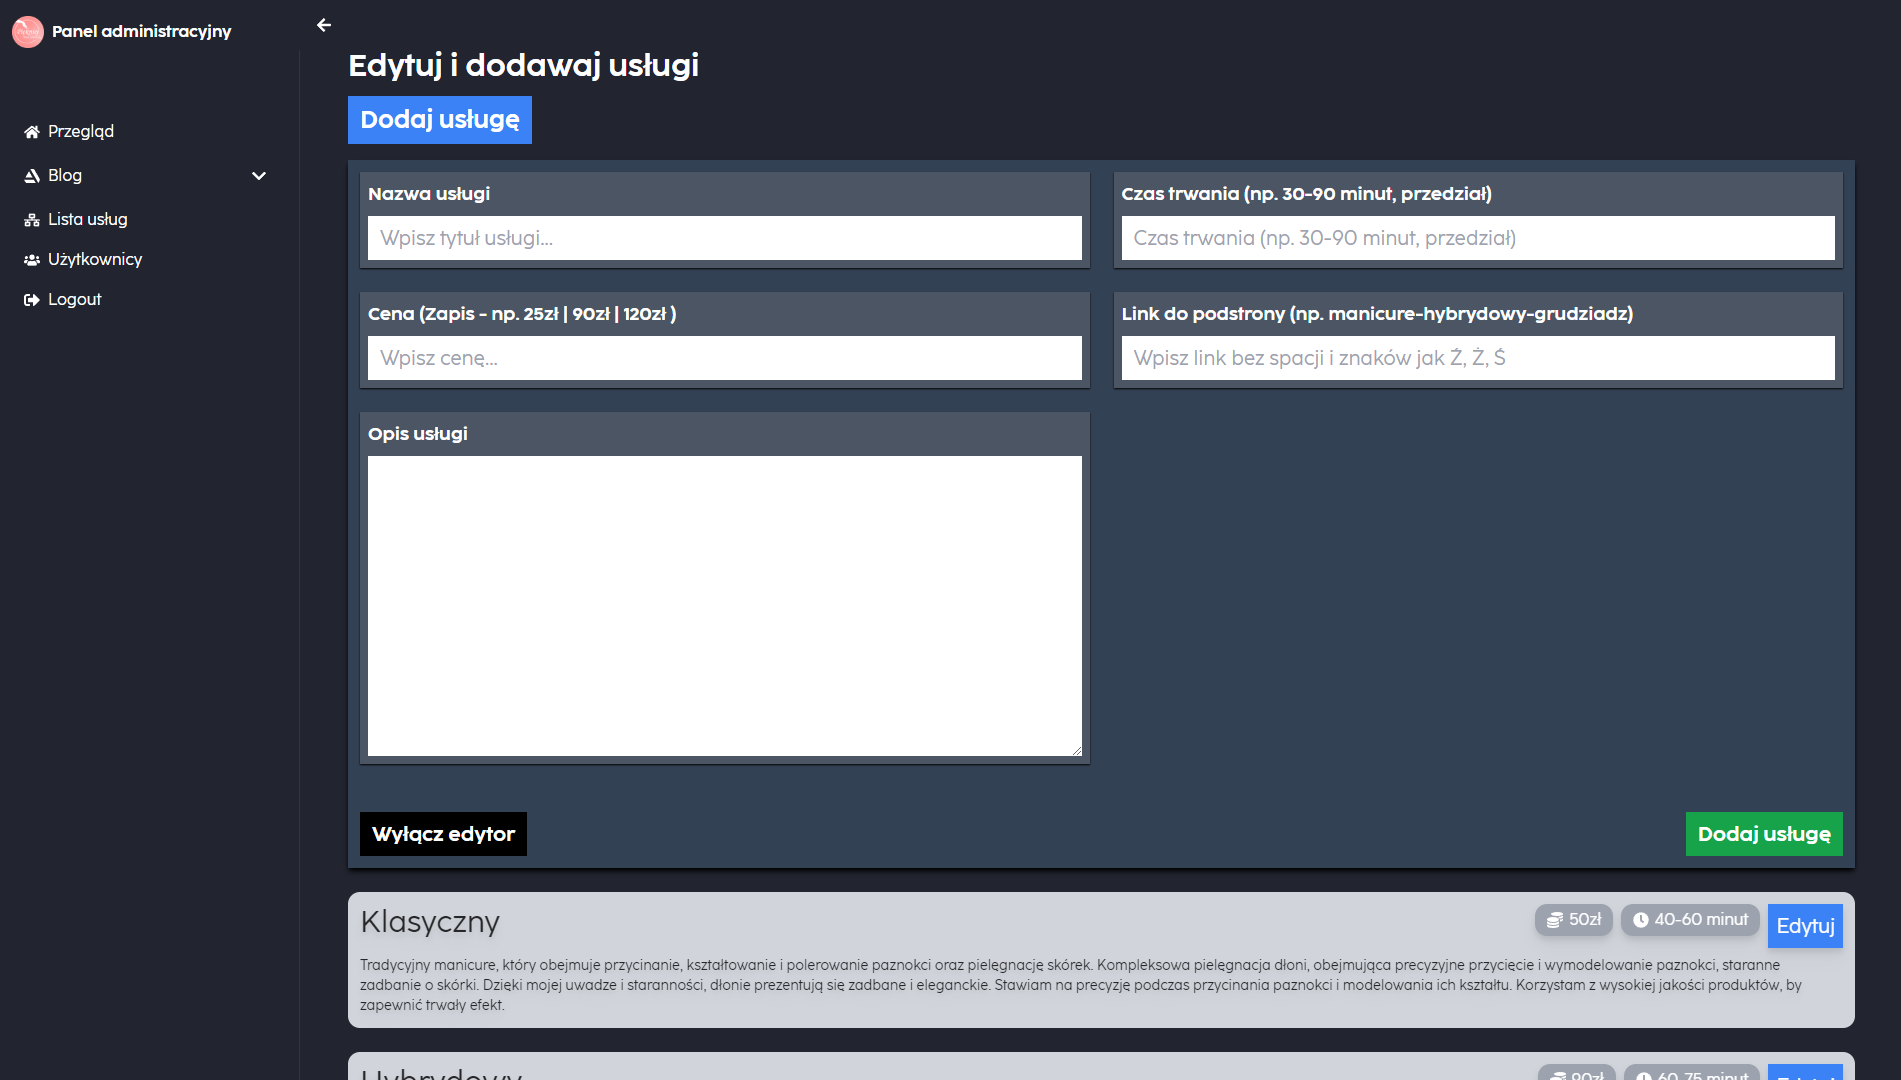 Panel administracyjny
Przegląd
Blog
Lista usług
Użytkownicy
Logout
Edytuj i dodawaj usługi
Dodaj usługę
Nazwa usługi
Wpisz tytuł usługi...
Czas trwania (np. 30-90 minut, przedział)
Czas trwania (np. 30-90 minut, przedział)
Cena (Zapis - np. 25zł | 90zł | 120zł )
Wpisz cenę...
Link do podstrony (np. manicure-hybrydowy-grudziadz)
Wpisz link bez spacji i znaków jak Ź, Ż, Ś
Opis usługi
Wyłącz edytor
Dodaj usługę
Klasyczny
50zł
40-60 minut
Edytuj
Tradycyjny manicure, który obejmuje przycinanie, kształtowanie i polerowanie paznokci oraz pielęgnację skórek. Kompleksowa pielęgnacja dłoni, obejmująca precyzyjne przycięcie i wymodelowanie paznokci, staranne
zadbanie o skórki. Dzięki mojej uwadze i staranności, dłonie prezentują się zadbane i eleganckie. Stawiam na precyzję podczas przycinania paznokci i modelowania ich kształtu. Korzystam z wysokiej jakości produktów, by
zapewnić trwały efekt.
Hybrydowy
90zł
60-75 minut